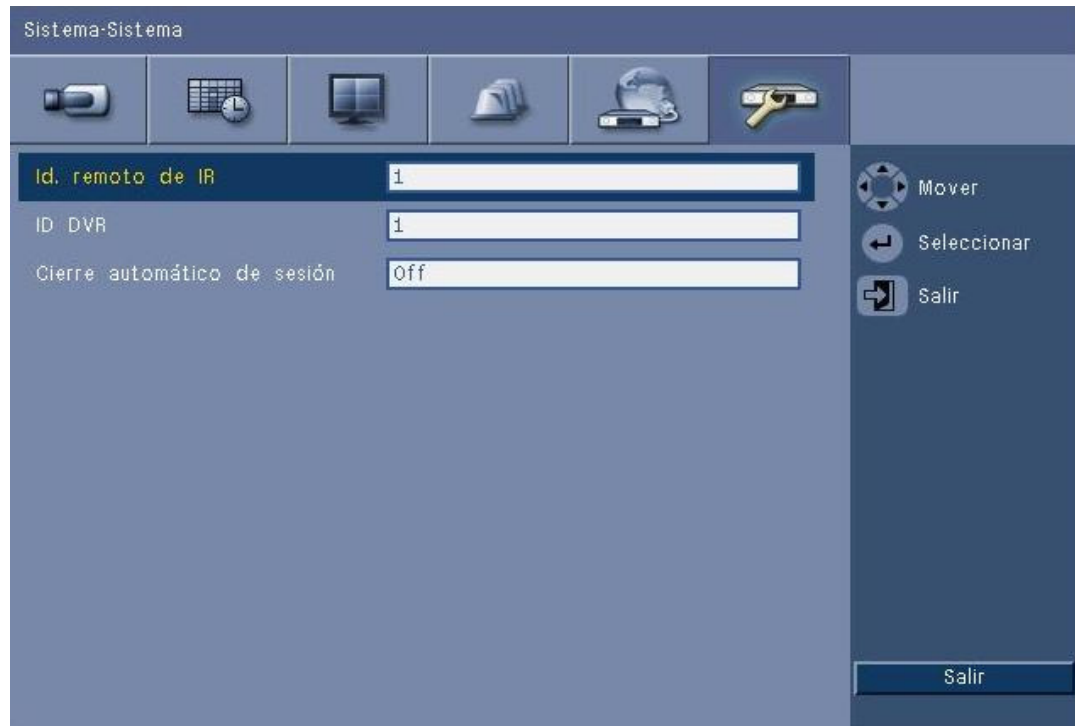 Sistema-Sistema
Id. remoto de IR
1
ID DVR
1
Cierre automático de sesión
Off
Mover
Seleccionar
Salir
Salir